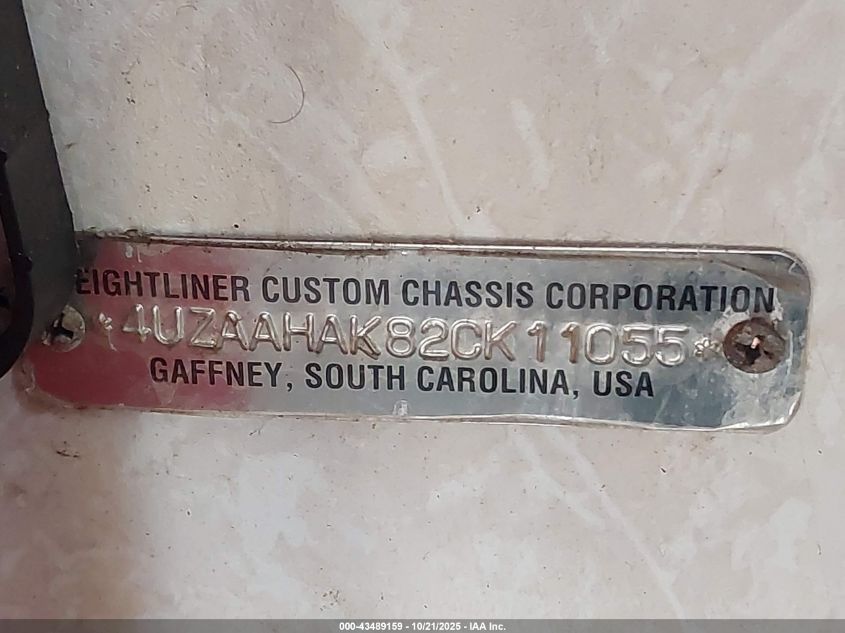 EIGHTLINER CUSTOM CHASSIS CORPORATION
*4UZAAHAK82CK11055*
GAFFNEY, SOUTH CAROLINA, USA
000-43489159 - 10/21/2025 - IAA Inc.